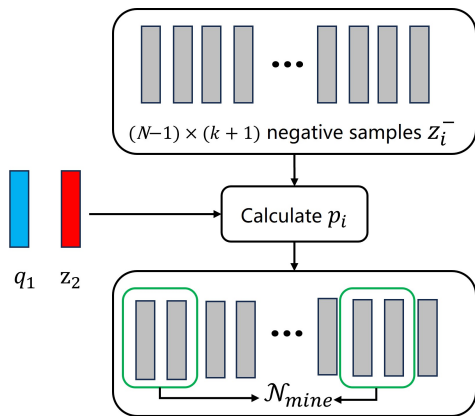 •••
(N−1) × (k + 1) negative samples z_i^−
Calculate p_i
q_1 z_2
•••
𝒩_mine